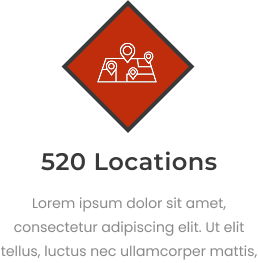 520 Locations
Lorem ipsum dolor sit amet,
consectetur adipiscing elit. Ut elit
tellus, luctus nec ullamcorper mattis,